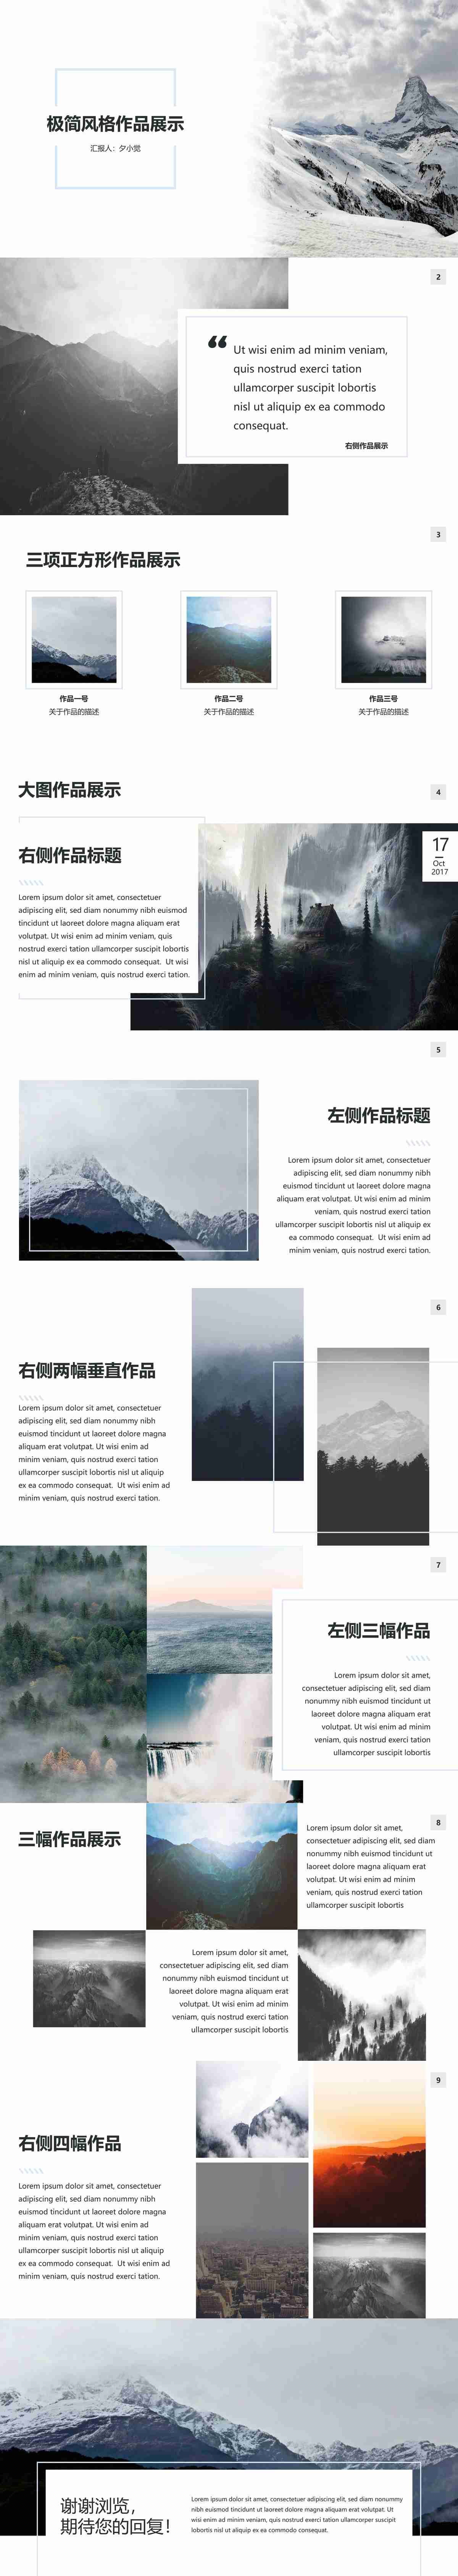 极简风格作品展示
汇报人：夕小觉
2
“
Ut wisi enim ad minim veniam,
quis nostrud exerci tation
ullamcorper suscipit lobortis
nisl ut aliquip ex ea commodo
consequat.
右侧作品展示
3
三项正方形作品展示
作品一号
关于作品的描述
作品二号
关于作品的描述
作品三号
关于作品的描述
大图作品展示
4
右侧作品标题
Lorem ipsum dolor sit amet, consectetuer
adipiscing elit, sed diam nonummy nibh euismod
tincidunt ut laoreet dolore magna aliquam erat
volutpat. Ut wisi enim ad minim veniam, quis
nostrud exerci tation ullamcorper suscipit lobortis
nisl ut aliquip ex ea commodo consequat. Ut wisi
enim ad minim veniam, quis nostrud exerci tation.
17
Oct
2017
5
左侧作品标题
Lorem ipsum dolor sit amet, consectetuer
adipiscing elit, sed diam nonummy nibh
euismod tincidunt ut laoreet dolore magna
aliquam erat volutpat. Ut wisi enim ad minim
veniam, quis nostrud exerci tation
ullamcorper suscipit lobortis nisl ut aliquip ex
ea commodo consequat. Ut wisi enim ad
minim veniam, quis nostrud exerci tation.
6
右侧两幅垂直作品
Lorem ipsum dolor sit amet, consectetuer
adipiscing elit, sed diam nonummy nibh
euismod tincidunt ut laoreet dolore magna
aliquam erat volutpat. Ut wisi enim ad
minim veniam, quis nostrud exerci tation
ullamcorper suscipit lobortis nisl ut aliquip
ex ea commodo consequat. Ut wisi enim ad
minim veniam, quis nostrud exerci tation.
7
左侧三幅作品
Lorem ipsum dolor sit amet,
consectetuer adipiscing elit, sed diam
nonummy nibh euismod tincidunt ut
laoreet dolore magna aliquam erat
volutpat. Ut wisi enim ad minim
veniam, quis nostrud exerci tation
ullamcorper suscipit lobortis
8
三幅作品展示
Lorem ipsum dolor sit amet,
consectetuer adipiscing elit, sed diam
nonummy nibh euismod tincidunt ut
laoreet dolore magna aliquam erat
volutpat. Ut wisi enim ad minim
veniam, quis nostrud exerci tation
ullamcorper suscipit lobortis
Lorem ipsum dolor sit amet,
consectetuer adipiscing elit, sed diam
nonummy nibh euismod tincidunt ut
laoreet dolore magna aliquam erat
volutpat. Ut wisi enim ad minim
veniam, quis nostrud exerci tation
ullamcorper suscipit lobortis
9
右侧四幅作品
Lorem ipsum dolor sit amet, consectetuer
adipiscing elit, sed diam nonummy nibh
euismod tincidunt ut laoreet dolore magna
aliquam erat volutpat. Ut wisi enim ad
minim veniam, quis nostrud exerci tation
ullamcorper suscipit lobortis nisl ut aliquip
ex ea commodo consequat. Ut wisi enim ad
minim veniam, quis nostrud exerci tation.
谢谢浏览，
期待您的回复！
Lorem ipsum dolor sit amet, consectetuer adipiscing elit, sed diam nonummy
nibh euismod tincidunt ut laoreet dolore magna aliquam erat volutpat. Ut
wisi enim ad minim veniam, quis nostrud exerci tation ullamcorper suscipit
lobortis nisl ut aliquip ex ea commodo consequat.